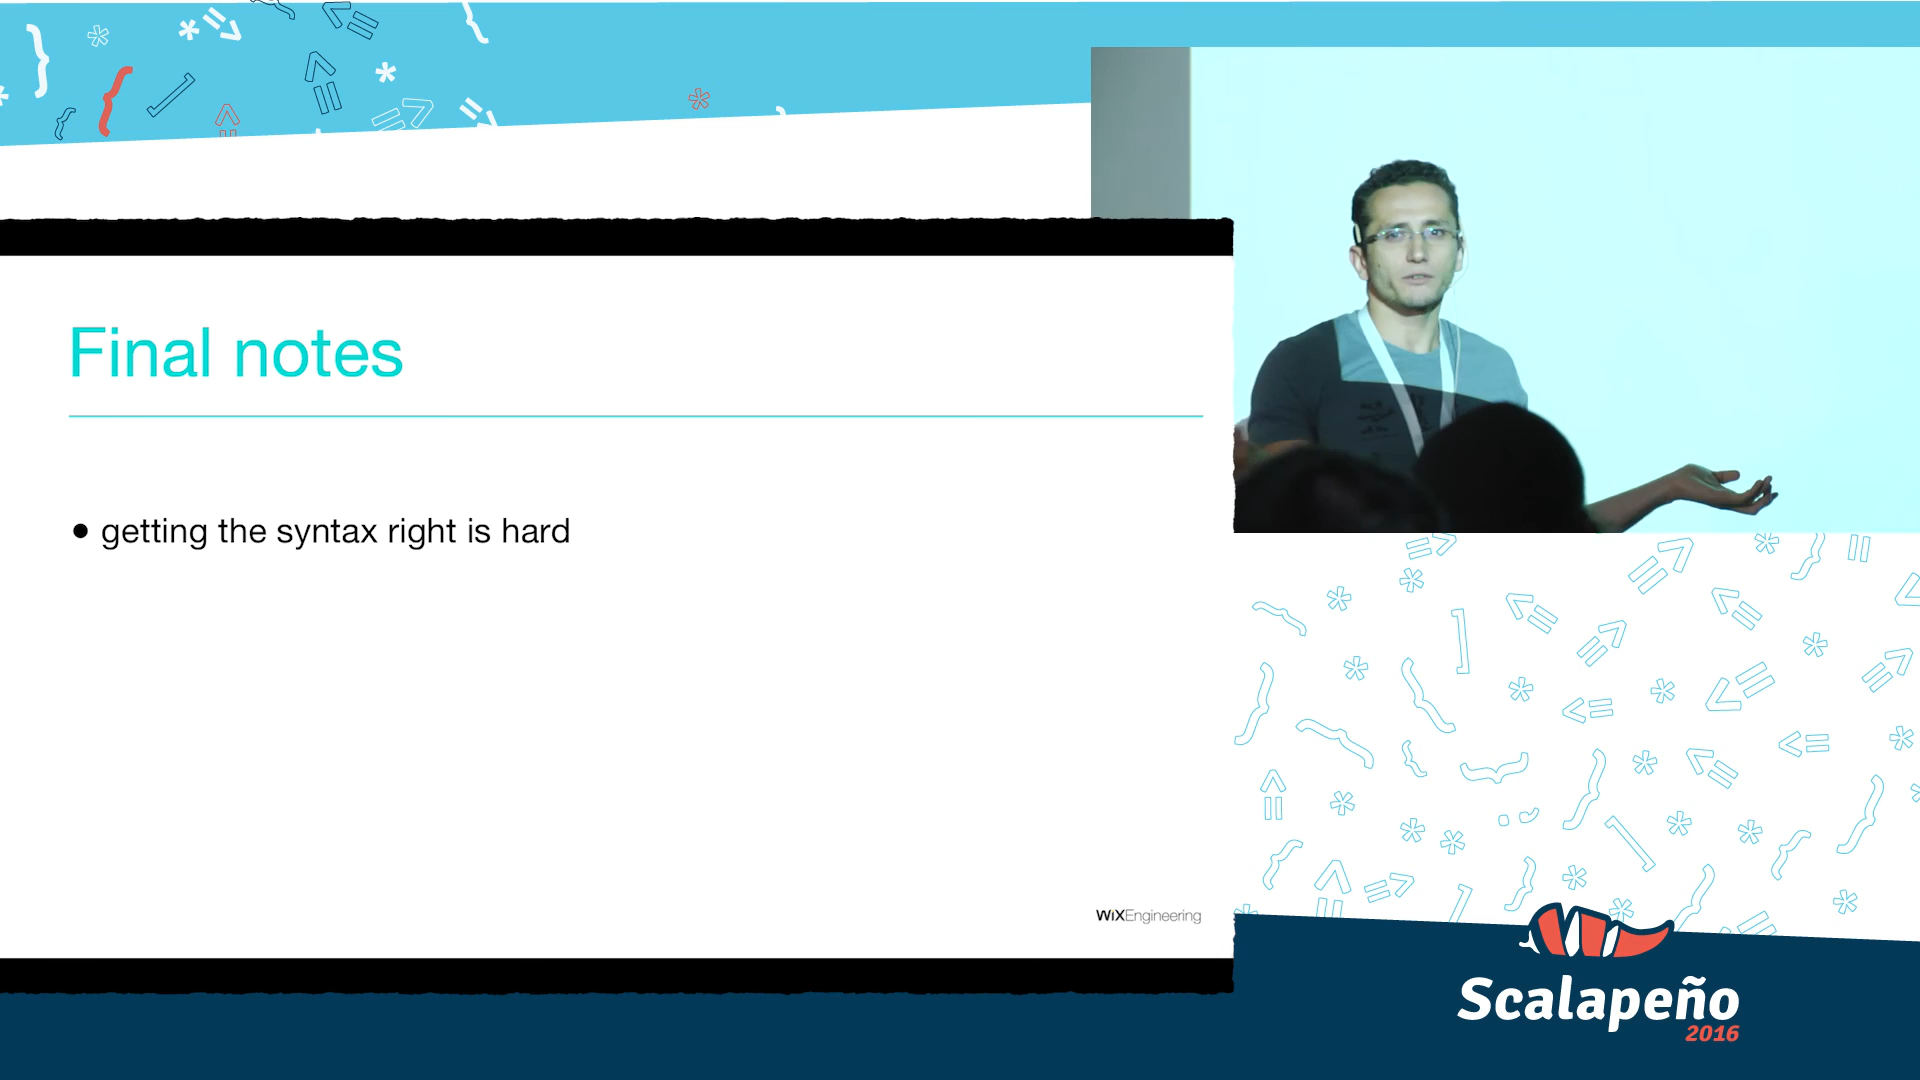 Final notes
• getting the syntax right is hard
WiXEngineering
Scalapeño
2016